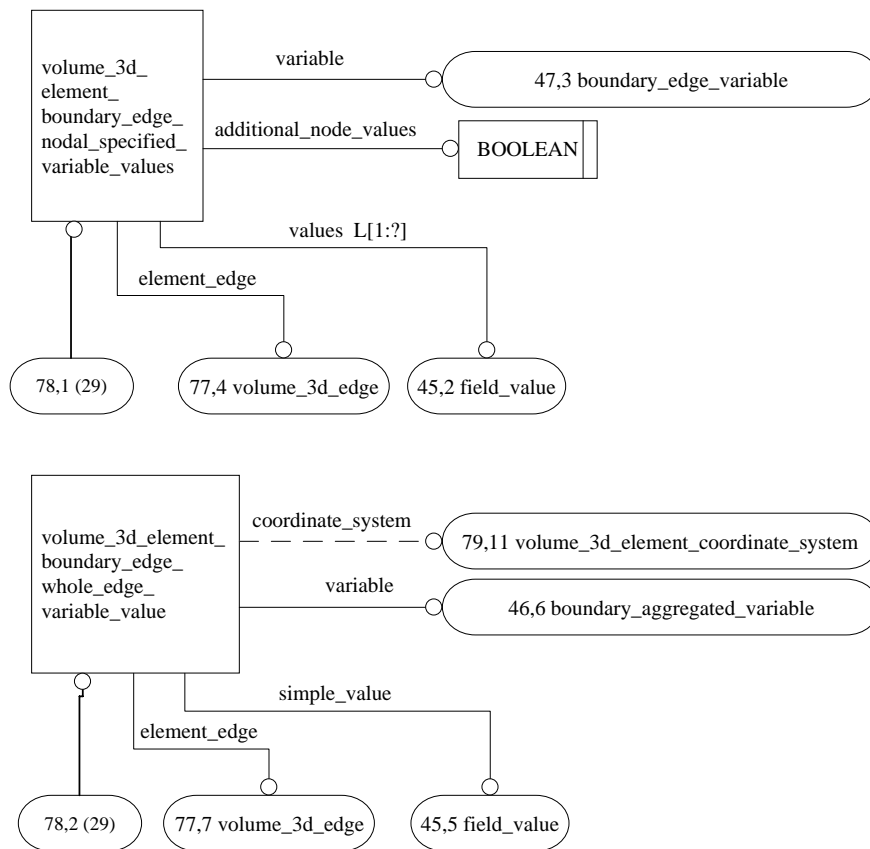 volume_3d_
element_
boundary_edge_
nodal_specified_
variable_values
variable
47,3 boundary_edge_variable
additional_node_values
BOOLEAN
values L[1:?]
element_edge
78,1 (29)
77,4 volume_3d_edge
45,2 field_value
volume_3d_element_
boundary_edge_
whole_edge_
variable_value
coordinate_system
79,11 volume_3d_element_coordinate_system
variable
46,6 boundary_aggregated_variable
simple_value
element_edge
78,2 (29)
77,7 volume_3d_edge
45,5 field_value